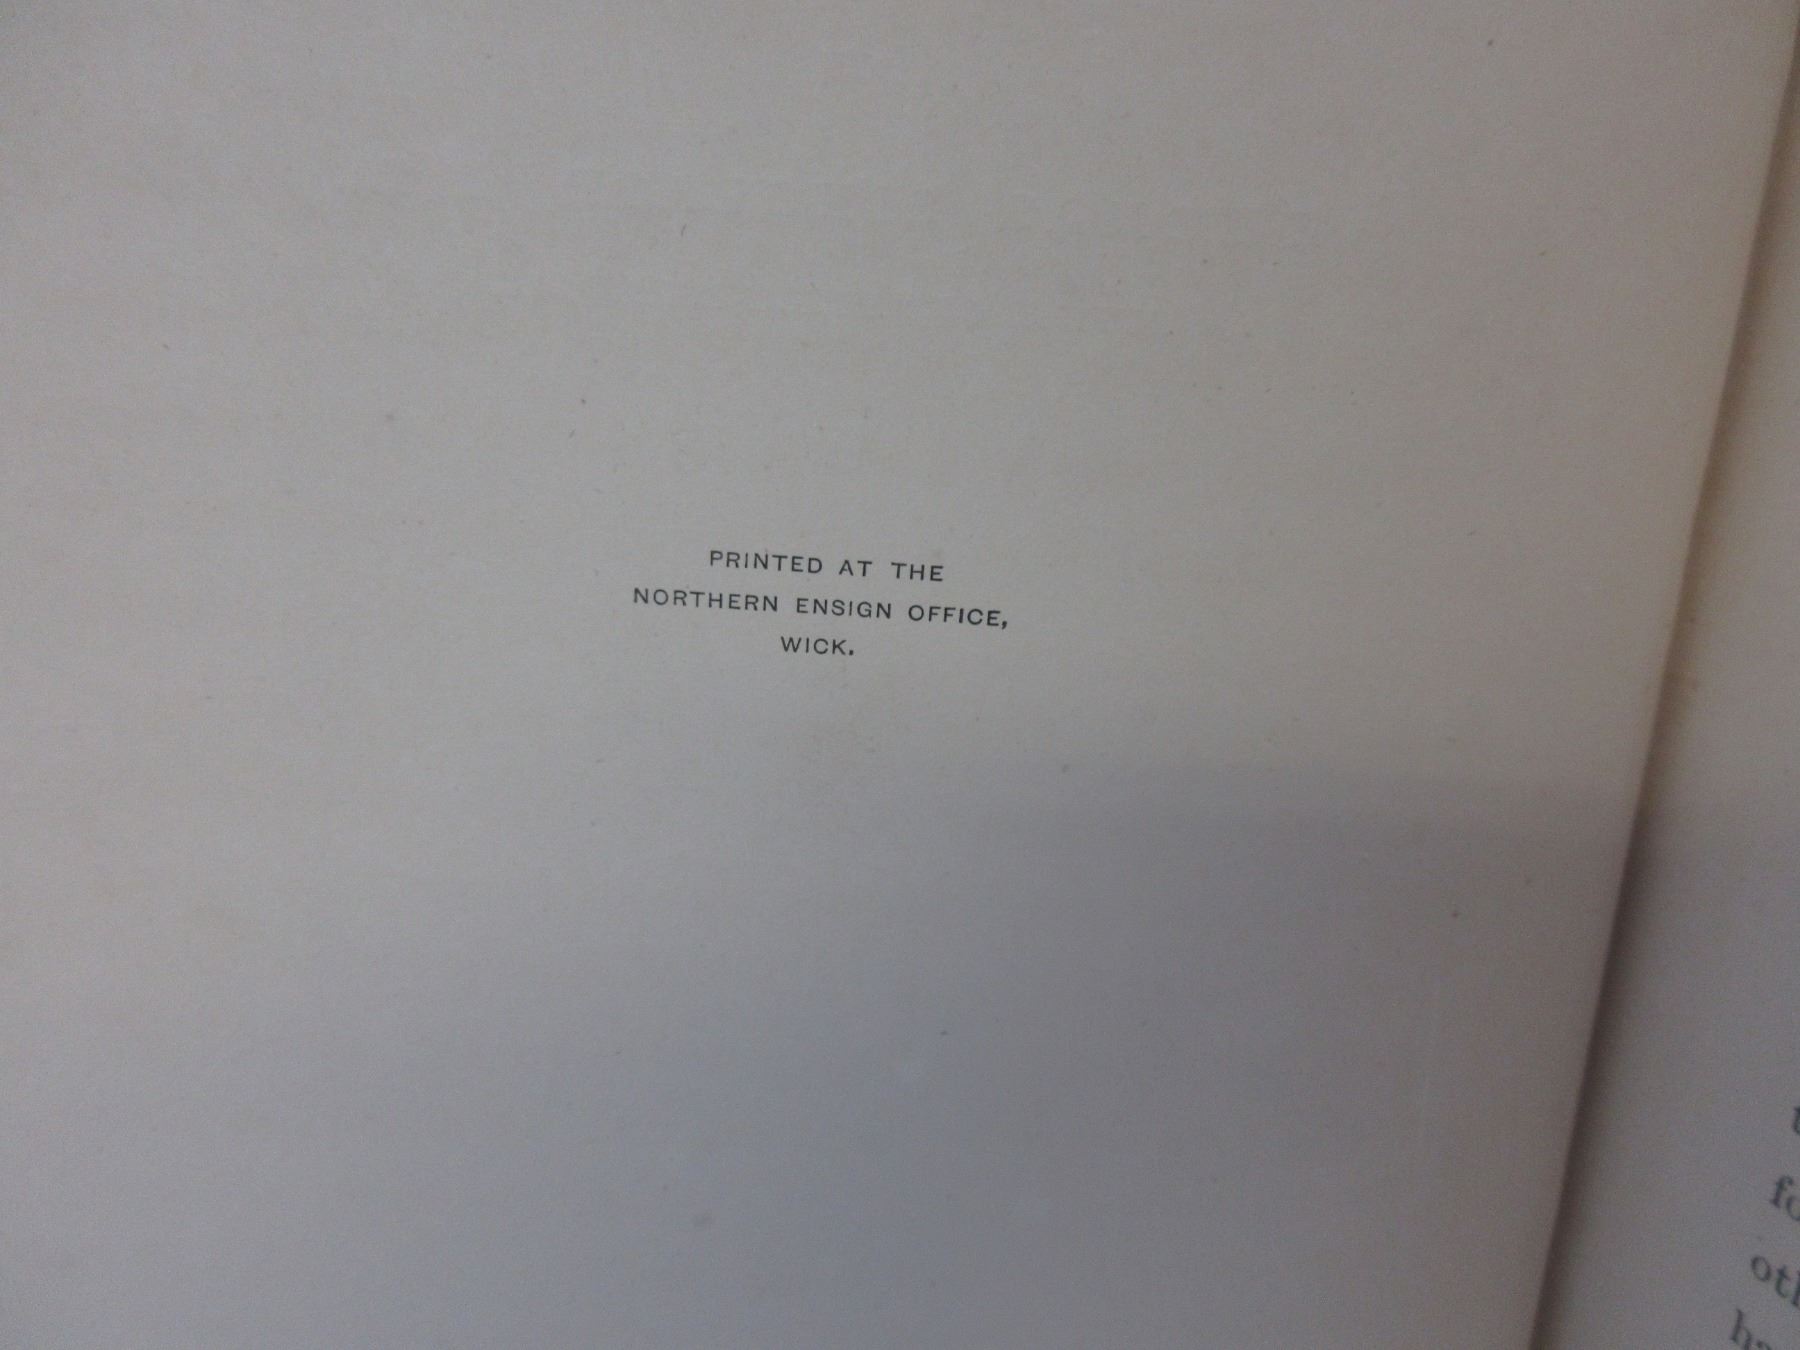 PRINTED AT THE
NORTHERN ENSIGN OFFICE,
WICK.